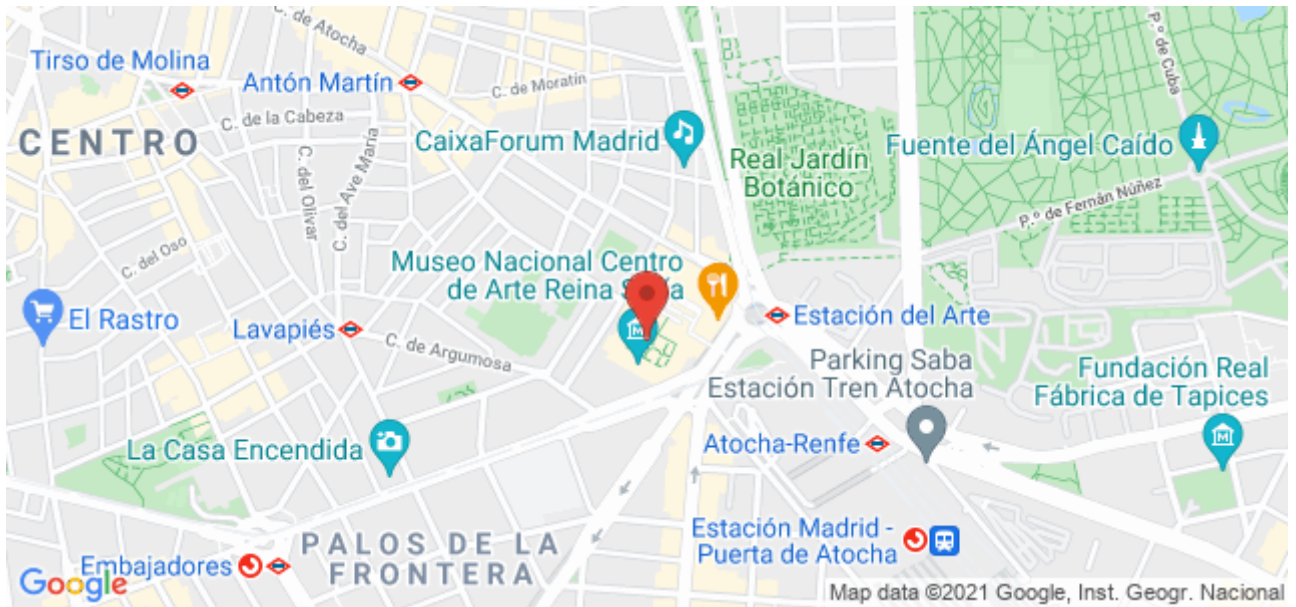 C. de Atocha
Tirso de Molina
Antón Martín
C. de Moratín
P.º de Cuba
C. de la Cabeza
CENTRO
CaixaForum Madrid
Fuente del Ángel Caído
Real Jardín
Botánico
C. del Olivar
C. del Ave María
P.º de Fernán Núñez
C. del Oso
Museo Nacional Centro
de Arte Reina S fía
El Rastro
Lavapiés
C. de Argumosa
Estación del Arte
Parking Saba
Estación Tren Atocha
Fundación Real
Fábrica de Tapices
M
M
La Casa Encendida
Atocha-Renfe
Estación Madrid -
Puerta de Atocha
PALOS DE LA
FRONTERA
Embajadores
Google
Map data ©2021 Google, Inst. Geogr. Nacional